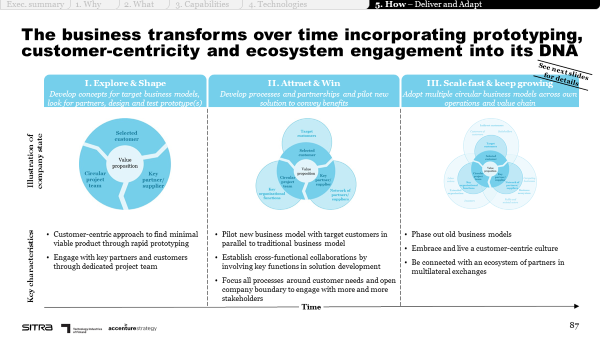 Exec. summary
1. Why
2. What
3. Capabilities
4. Technologies
5. How – Deliver and Adapt
The business transforms over time incorporating prototyping,
customer-centricity and ecosystem engagement into its DNA
See next slides
for details
I. Explore & Shape
Develop concepts for target business models,
look for partners, design and test prototype(s)
II. Attract & Win
Develop processes and partnerships and pilot new
solution to convey benefits
III. Scale fast & keep growing
Adopt multiple circular business models across own
operations and value chain
Illustration of
company state
Selected
customer
Value
proposition
Circular
project
team
Key
partner/
supplier
Target
customers
Selected
customer
Value
proposition
Circular
project
team
Key
partner/
supplier
Key
organizational
functions
Network of
partners/
suppliers
Key characteristics
• Customer-centric approach to find minimal
viable product through rapid prototyping
• Engage with key partners and customers
through dedicated project team
• Pilot new business model with target customers in
parallel to traditional business model
• Establish cross-functional collaborations by
involving key functions in solution development
• Focus all processes around customer needs and open
company boundary to engage with more and more
stakeholders
• Phase out old business models
• Embrace and live a customer-centric culture
• Be connected with an ecosystem of partners in
multilateral exchanges
Time
SITRA
Technology Industries
of Finland
accenturestrategy
87